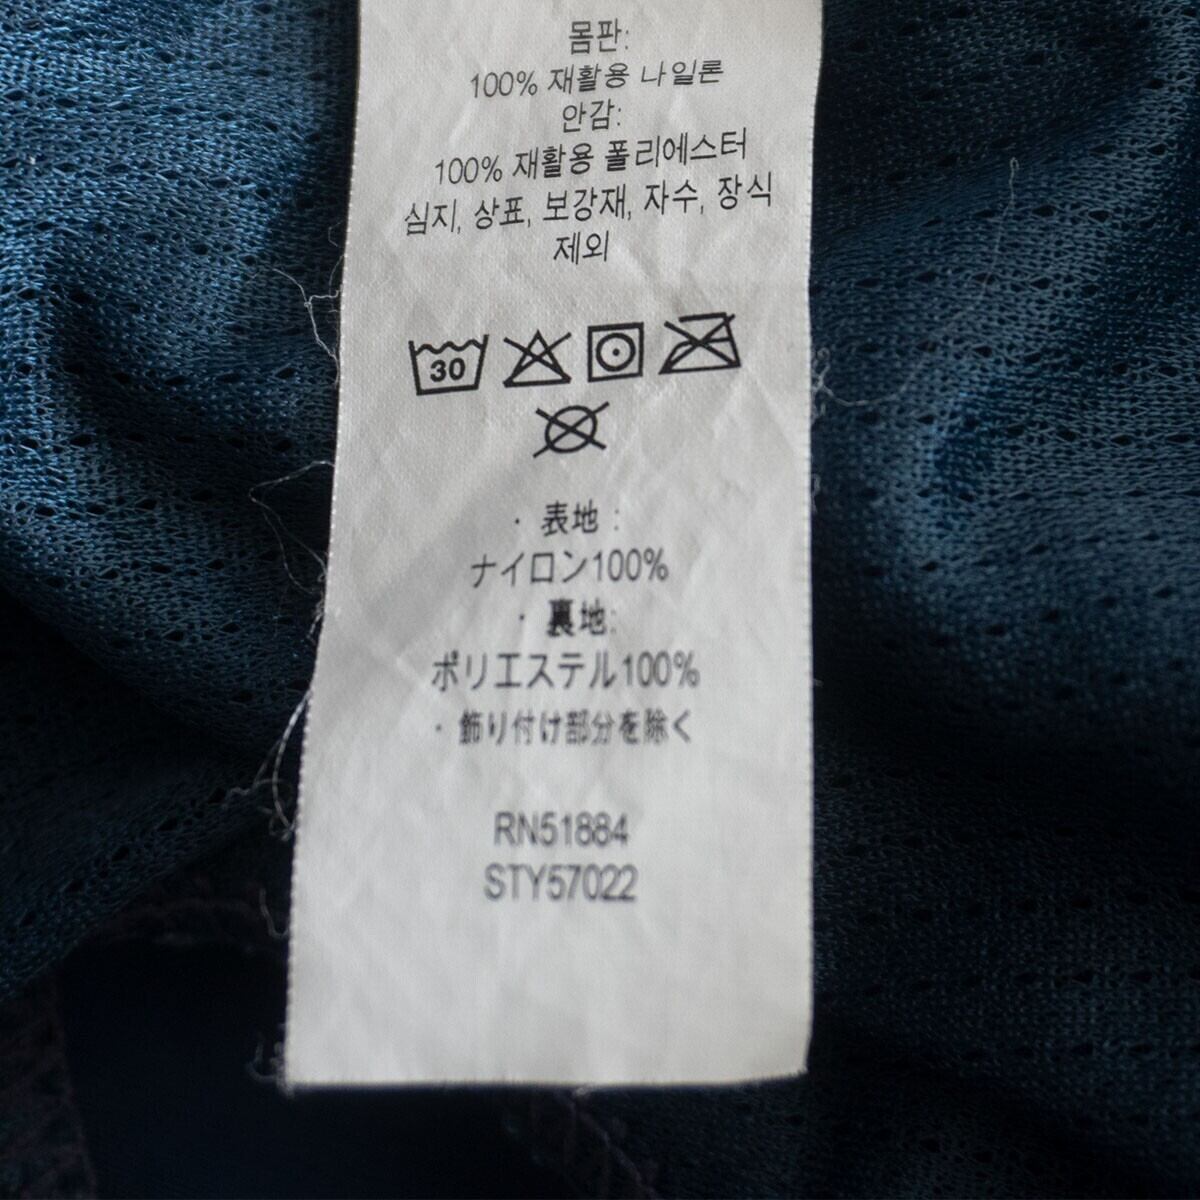 몸판:
100% 재활용 나일론
안감:
100% 재활용 폴리에스터
심지, 상표, 보강재, 자수, 장식
제외
30
・表地:
ナイロン100%
・裏地:
ポリエステル100%
・飾り付け部分を除く
RN51884
STY57022